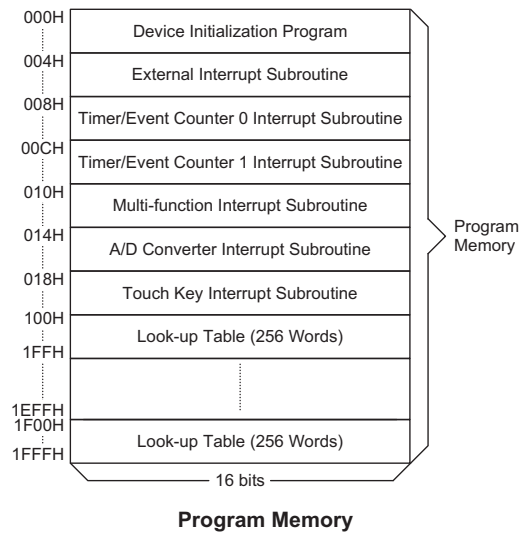 000H
Device Initialization Program
004H
External Interrupt Subroutine
008H
Timer/Event Counter 0 Interrupt Subroutine
00CH
Timer/Event Counter 1 Interrupt Subroutine
010H
Multi-function Interrupt Subroutine
014H
A/D Converter Interrupt Subroutine
018H
Touch Key Interrupt Subroutine
100H
Look-up Table (256 Words)
1FFH
1EFFH
1F00H
Look-up Table (256 Words)
1FFFH
16 bits
Program
Memory
Program Memory